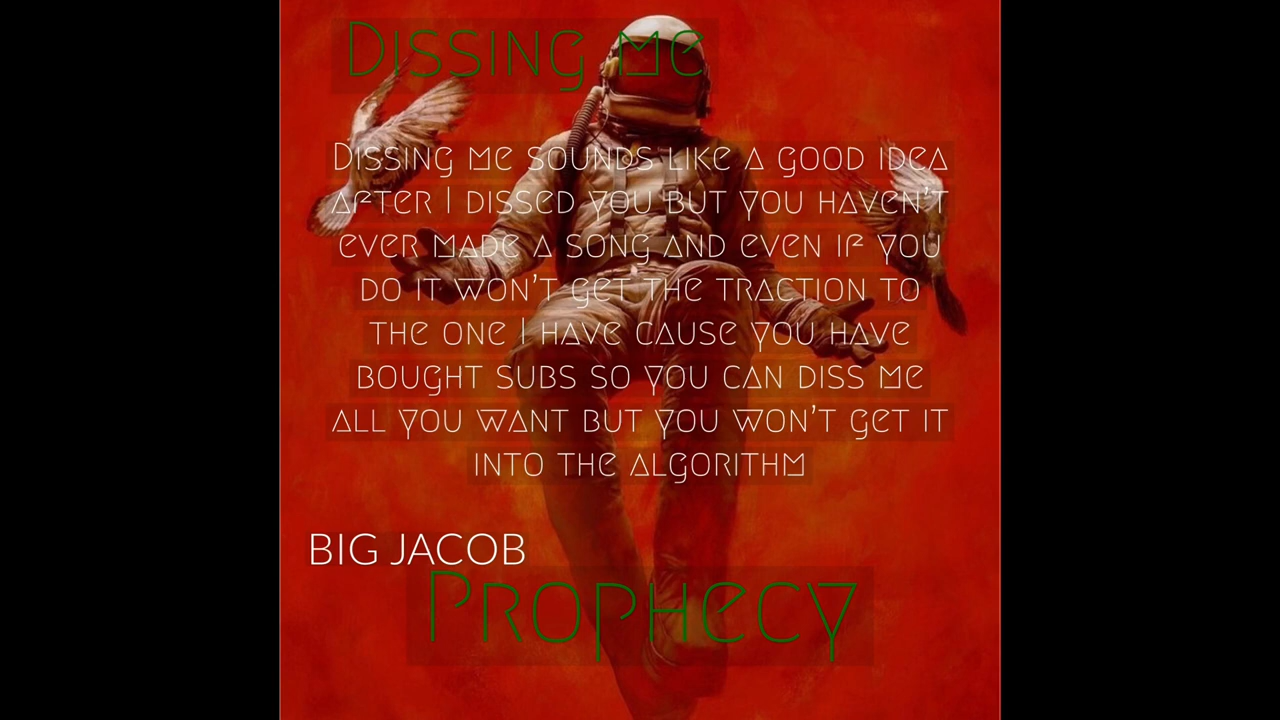 Dissing me
Dissing me sounds like a good idea
after I dissed you but you haven't
ever made a song and even if you
do it won't get the traction to
the one I have cause you have
bought subs so you can diss me
all you want but you won't get it
into the algorithm
BIG JACOB
Prophecy